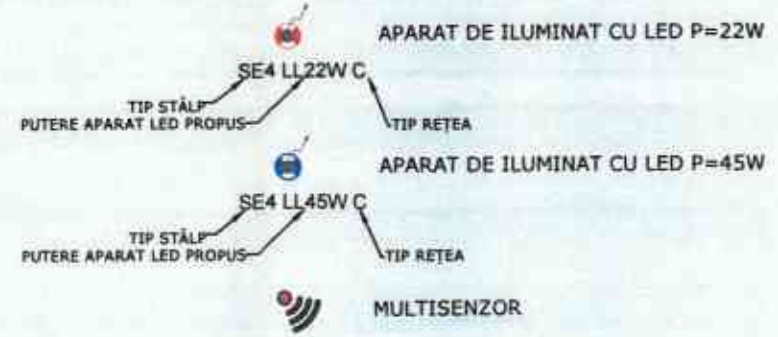 APARAT DE ILUMINAT CU LED P=22W
SE4 LL22W C
TIP STÂLP
PUTERE APARAT LED PROPUS
TIP REȚEA
APARAT DE ILUMINAT CU LED P=45W
SE4 LL45W C
TIP STÂLP
PUTERE APARAT LED PROPUS
TIP REȚEA
MULTISENZOR